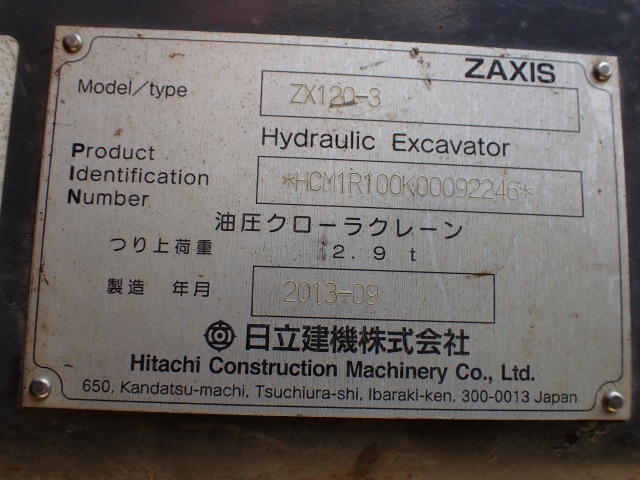 ZAXIS
Model/type ZX120-3
Hydraulic Excavator
Product
Identification
Number
*HCM1R100K00092246*
油圧クローラクレーン
つり上荷重 2.9 t
製造 年月 2013-09
日立建機株式会社
Hitachi Construction Machinery Co., Ltd.
650, Kandatsu-machi, Tsuchiura-shi, Ibaraki-ken, 300-0013 Japan